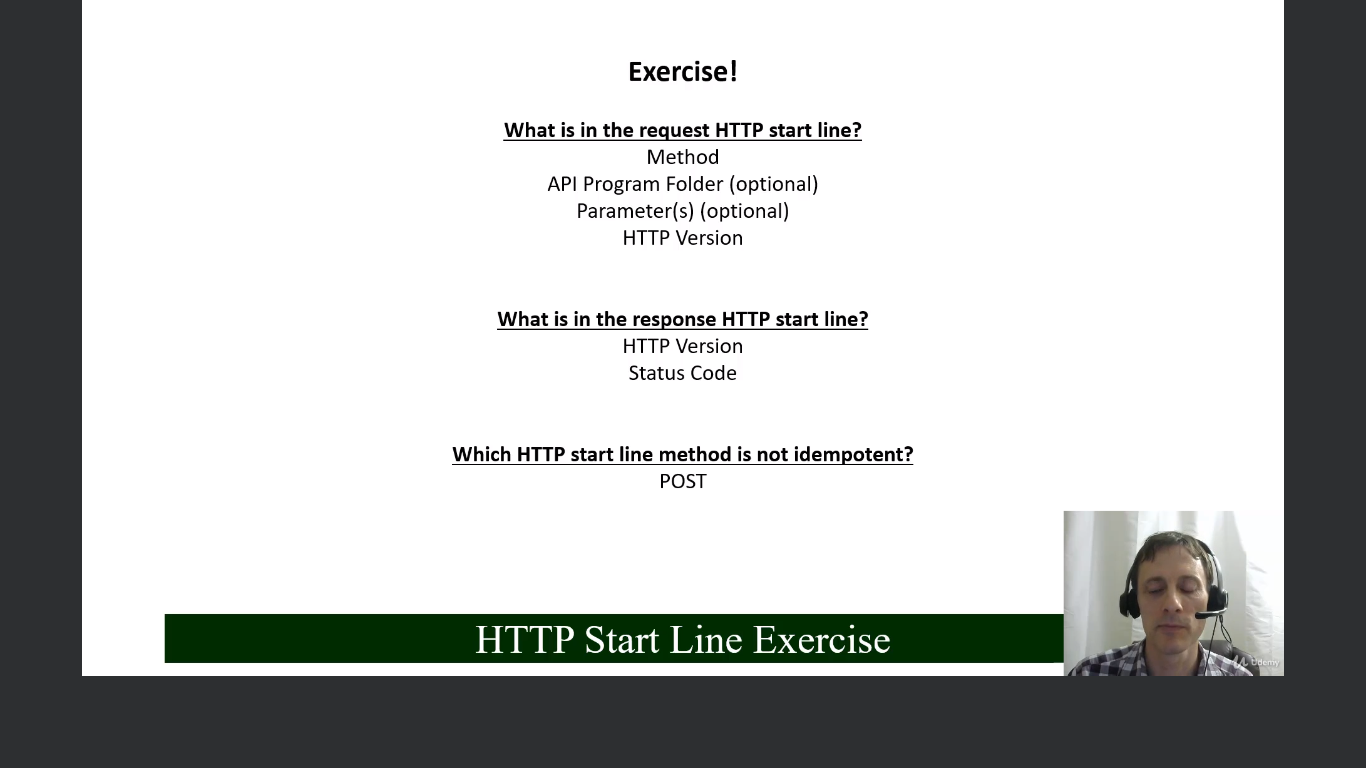 Exercise!
What is in the request HTTP start line?
Method
API Program Folder (optional)
Parameter(s) (optional)
HTTP Version
What is in the response HTTP start line?
HTTP Version
Status Code
Which HTTP start line method is not idempotent?
POST
HTTP Start Line Exercise
Udemy